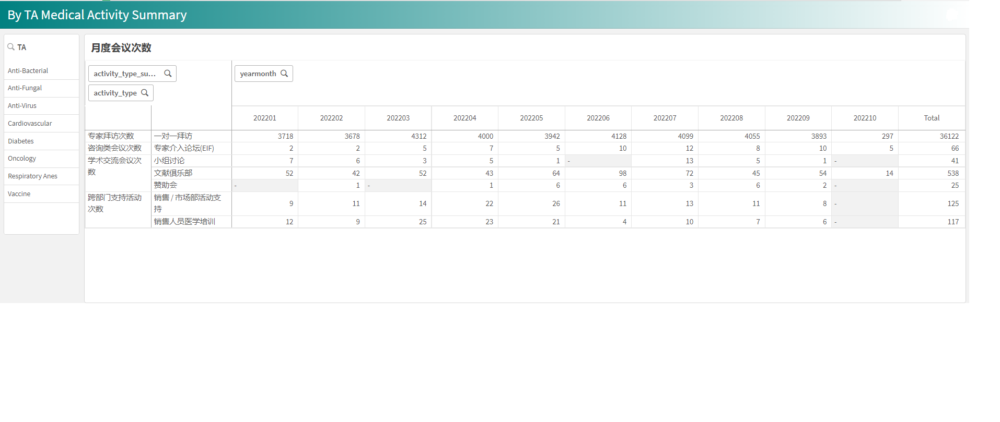 By TA Medical Activity Summary
TA
Anti-Bacterial
Anti-Fungal
Anti-Virus
Cardiovascular
Diabetes
Oncology
Respiratory Anes
Vaccine
月度会议次数
activity_type_su...
yearmonth
activity_type
202201 202202 202203 202204 202205 202206 202207 202208 202209 202210 Total
专家拜访次数 一对一拜访 3718 3678 4312 4000 3942 4128 4099 4055 3893 297 36122
咨询类会议次数 专家介入论坛(EIF) 2 2 5 7 5 10 12 8 10 5 66
学术交流会议次
数
小组讨论 7 6 3 5 1 - 13 5 1 - 41
文献俱乐部 52 42 52 43 64 98 72 45 54 14 538
赞助会 - 1 - 1 6 6 3 6 2 - 25
跨部门支持活动
次数
销售 / 市场部活动支
持
9 11 14 22 26 11 13 11 8 - 125
销售人员医学培训 12 9 25 23 21 4 10 7 6 - 117